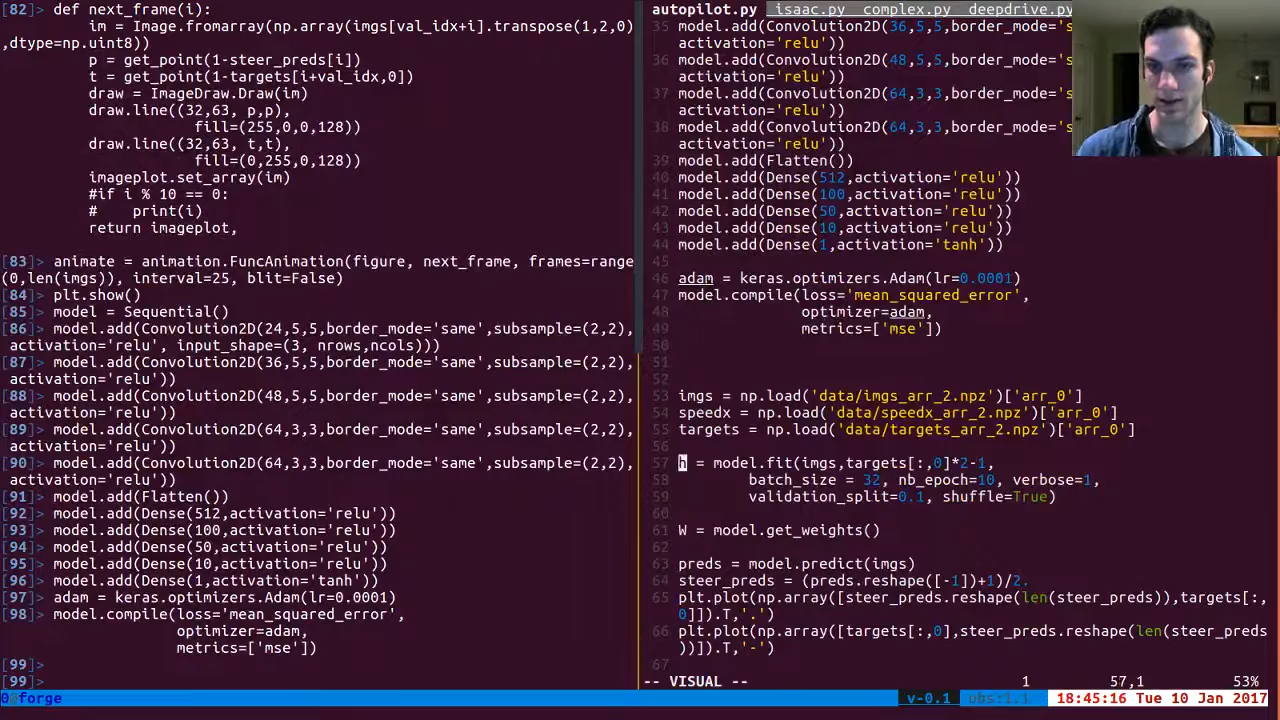 [82]> def next_frame(i):
im = Image.fromarray(np.array(imgs[val_idx+i].transpose(1,2,0)
,dtype=np.uint8))
p = get_point(1-steer_preds[i])
t = get_point(1-targets[i+val_idx,0])
draw = ImageDraw.Draw(im)
draw.line((32,63, p,p),
fill=(255,0,0,128))
draw.line((32,63, t,t),
fill=(0,255,0,128))
imageplot.set_array(im)
#if i % 10 == 0:
#    print(i)
return imageplot,
[83]> animate = animation.FuncAnimation(figure, next_frame, frames=range
(0,len(imgs)), interval=25, blit=False)
[84]> plt.show()
[85]> model = Sequential()
[86]> model.add(Convolution2D(24,5,5,border_mode='same',subsample=(2,2),
activation='relu', input_shape=(3, nrows,ncols)))
[87]> model.add(Convolution2D(36,5,5,border_mode='same',subsample=(2,2),
activation='relu'))
[88]> model.add(Convolution2D(48,5,5,border_mode='same',subsample=(2,2),
activation='relu'))
[89]> model.add(Convolution2D(64,3,3,border_mode='same',subsample=(2,2),
activation='relu'))
[90]> model.add(Convolution2D(64,3,3,border_mode='same',subsample=(2,2),
activation='relu'))
[91]> model.add(Flatten())
[92]> model.add(Dense(512,activation='relu'))
[93]> model.add(Dense(100,activation='relu'))
[94]> model.add(Dense(50,activation='relu'))
[95]> model.add(Dense(10,activation='relu'))
[96]> model.add(Dense(1,activation='tanh'))
[97]> adam = keras.optimizers.Adam(lr=0.0001)
[98]> model.compile(loss='mean_squared_error',
optimizer=adam,
metrics=['mse'])
[99]>
[99]>
autopilot.py isaac.py complex.py deepdrive.py
35 model.add(Convolution2D(36,5,5,border_mode='s
activation='relu'))
36 model.add(Convolution2D(48,5,5,border_mode='s
activation='relu'))
37 model.add(Convolution2D(64,3,3,border_mode='s
activation='relu'))
38 model.add(Convolution2D(64,3,3,border_mode='s
activation='relu'))
39 model.add(Flatten())
40 model.add(Dense(512,activation='relu'))
41 model.add(Dense(100,activation='relu'))
42 model.add(Dense(50,activation='relu'))
43 model.add(Dense(10,activation='relu'))
44 model.add(Dense(1,activation='tanh'))
45
46 adam = keras.optimizers.Adam(lr=0.0001)
47 model.compile(loss='mean_squared_error',
48 optimizer=adam,
49 metrics=['mse'])
50
51
52
53 imgs = np.load('data/imgs_arr_2.npz')['arr_0']
54 speedx = np.load('data/speedx_arr_2.npz')['arr_0']
55 targets = np.load('data/targets_arr_2.npz')['arr_0']
56
57 h = model.fit(imgs,targets[:,0]*2-1,
58 batch_size = 32, nb_epoch=10, verbose=1,
59 validation_split=0.1, shuffle=True)
60
61 W = model.get_weights()
62
63 preds = model.predict(imgs)
64 steer_preds = (preds.reshape([-1])+1)/2.
65 plt.plot(np.array([steer_preds.reshape(len(steer_preds)),targets[:,
0]]).T,'.')
66 plt.plot(np.array([targets[:,0],steer_preds.reshape(len(steer_preds
))]).T,'-')
67
-- VISUAL -- 1 57,1 53%
0@forge v-0.1 obs:1.1 18:45:16 Tue 10 Jan 2017